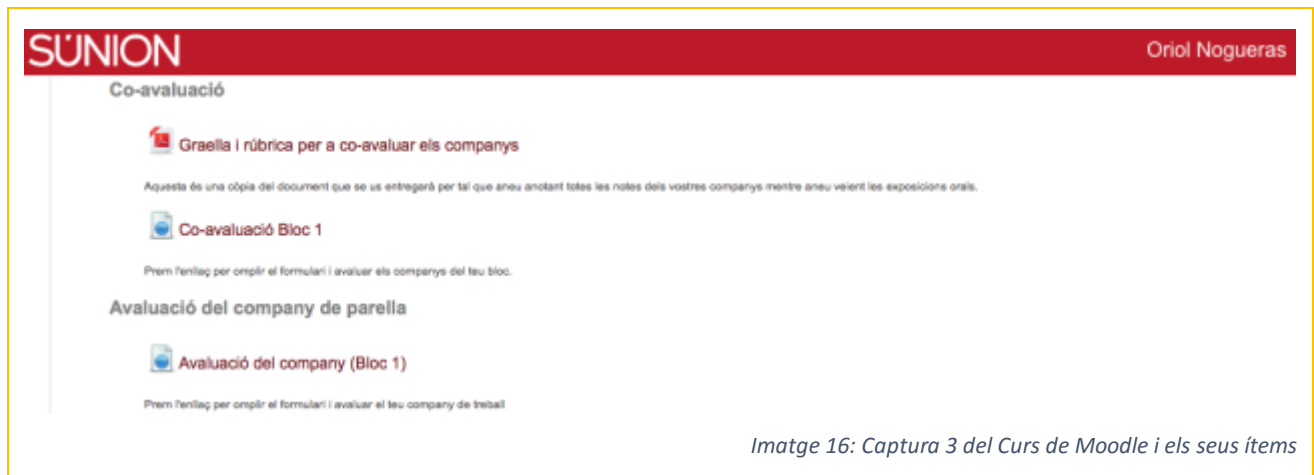 SÚNION
Oriol Nogueras
Co-avaluació
Graella i rúbrica per a co-avaluar els companys
Aquesta és una còpia del document que se us entregarà per tal que aneu anotant totes les notes dels vostres companys mentre aneu veient les exposicions orals.
Co-avaluació Bloc 1
Prem l'enllaç per omplir el formulari i avaluar els companys del teu bloc.
Avaluació del company de parella
Avaluació del company (Bloc 1)
Prem l'enllaç per omplir el formulari i avaluar el teu company de treball
Imatge 16: Captura 3 del Curs de Moodle i els seus ítems